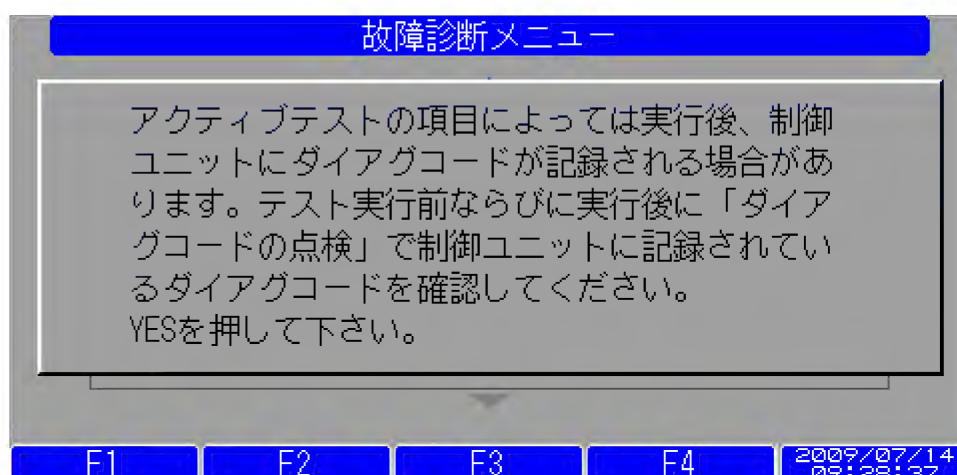 故障診断メニュー
アクティブテストの項目によっては実行後、制御
ユニットにダイアグコードが記録される場合があ
ります。テスト実行前ならびに実行後に「ダイア
グコードの点検」で制御ユニットに記録されてい
るダイアグコードを確認してください。
YESを押して下さい。
F1 F2 F3 F4 2009/07/14
08:28:37